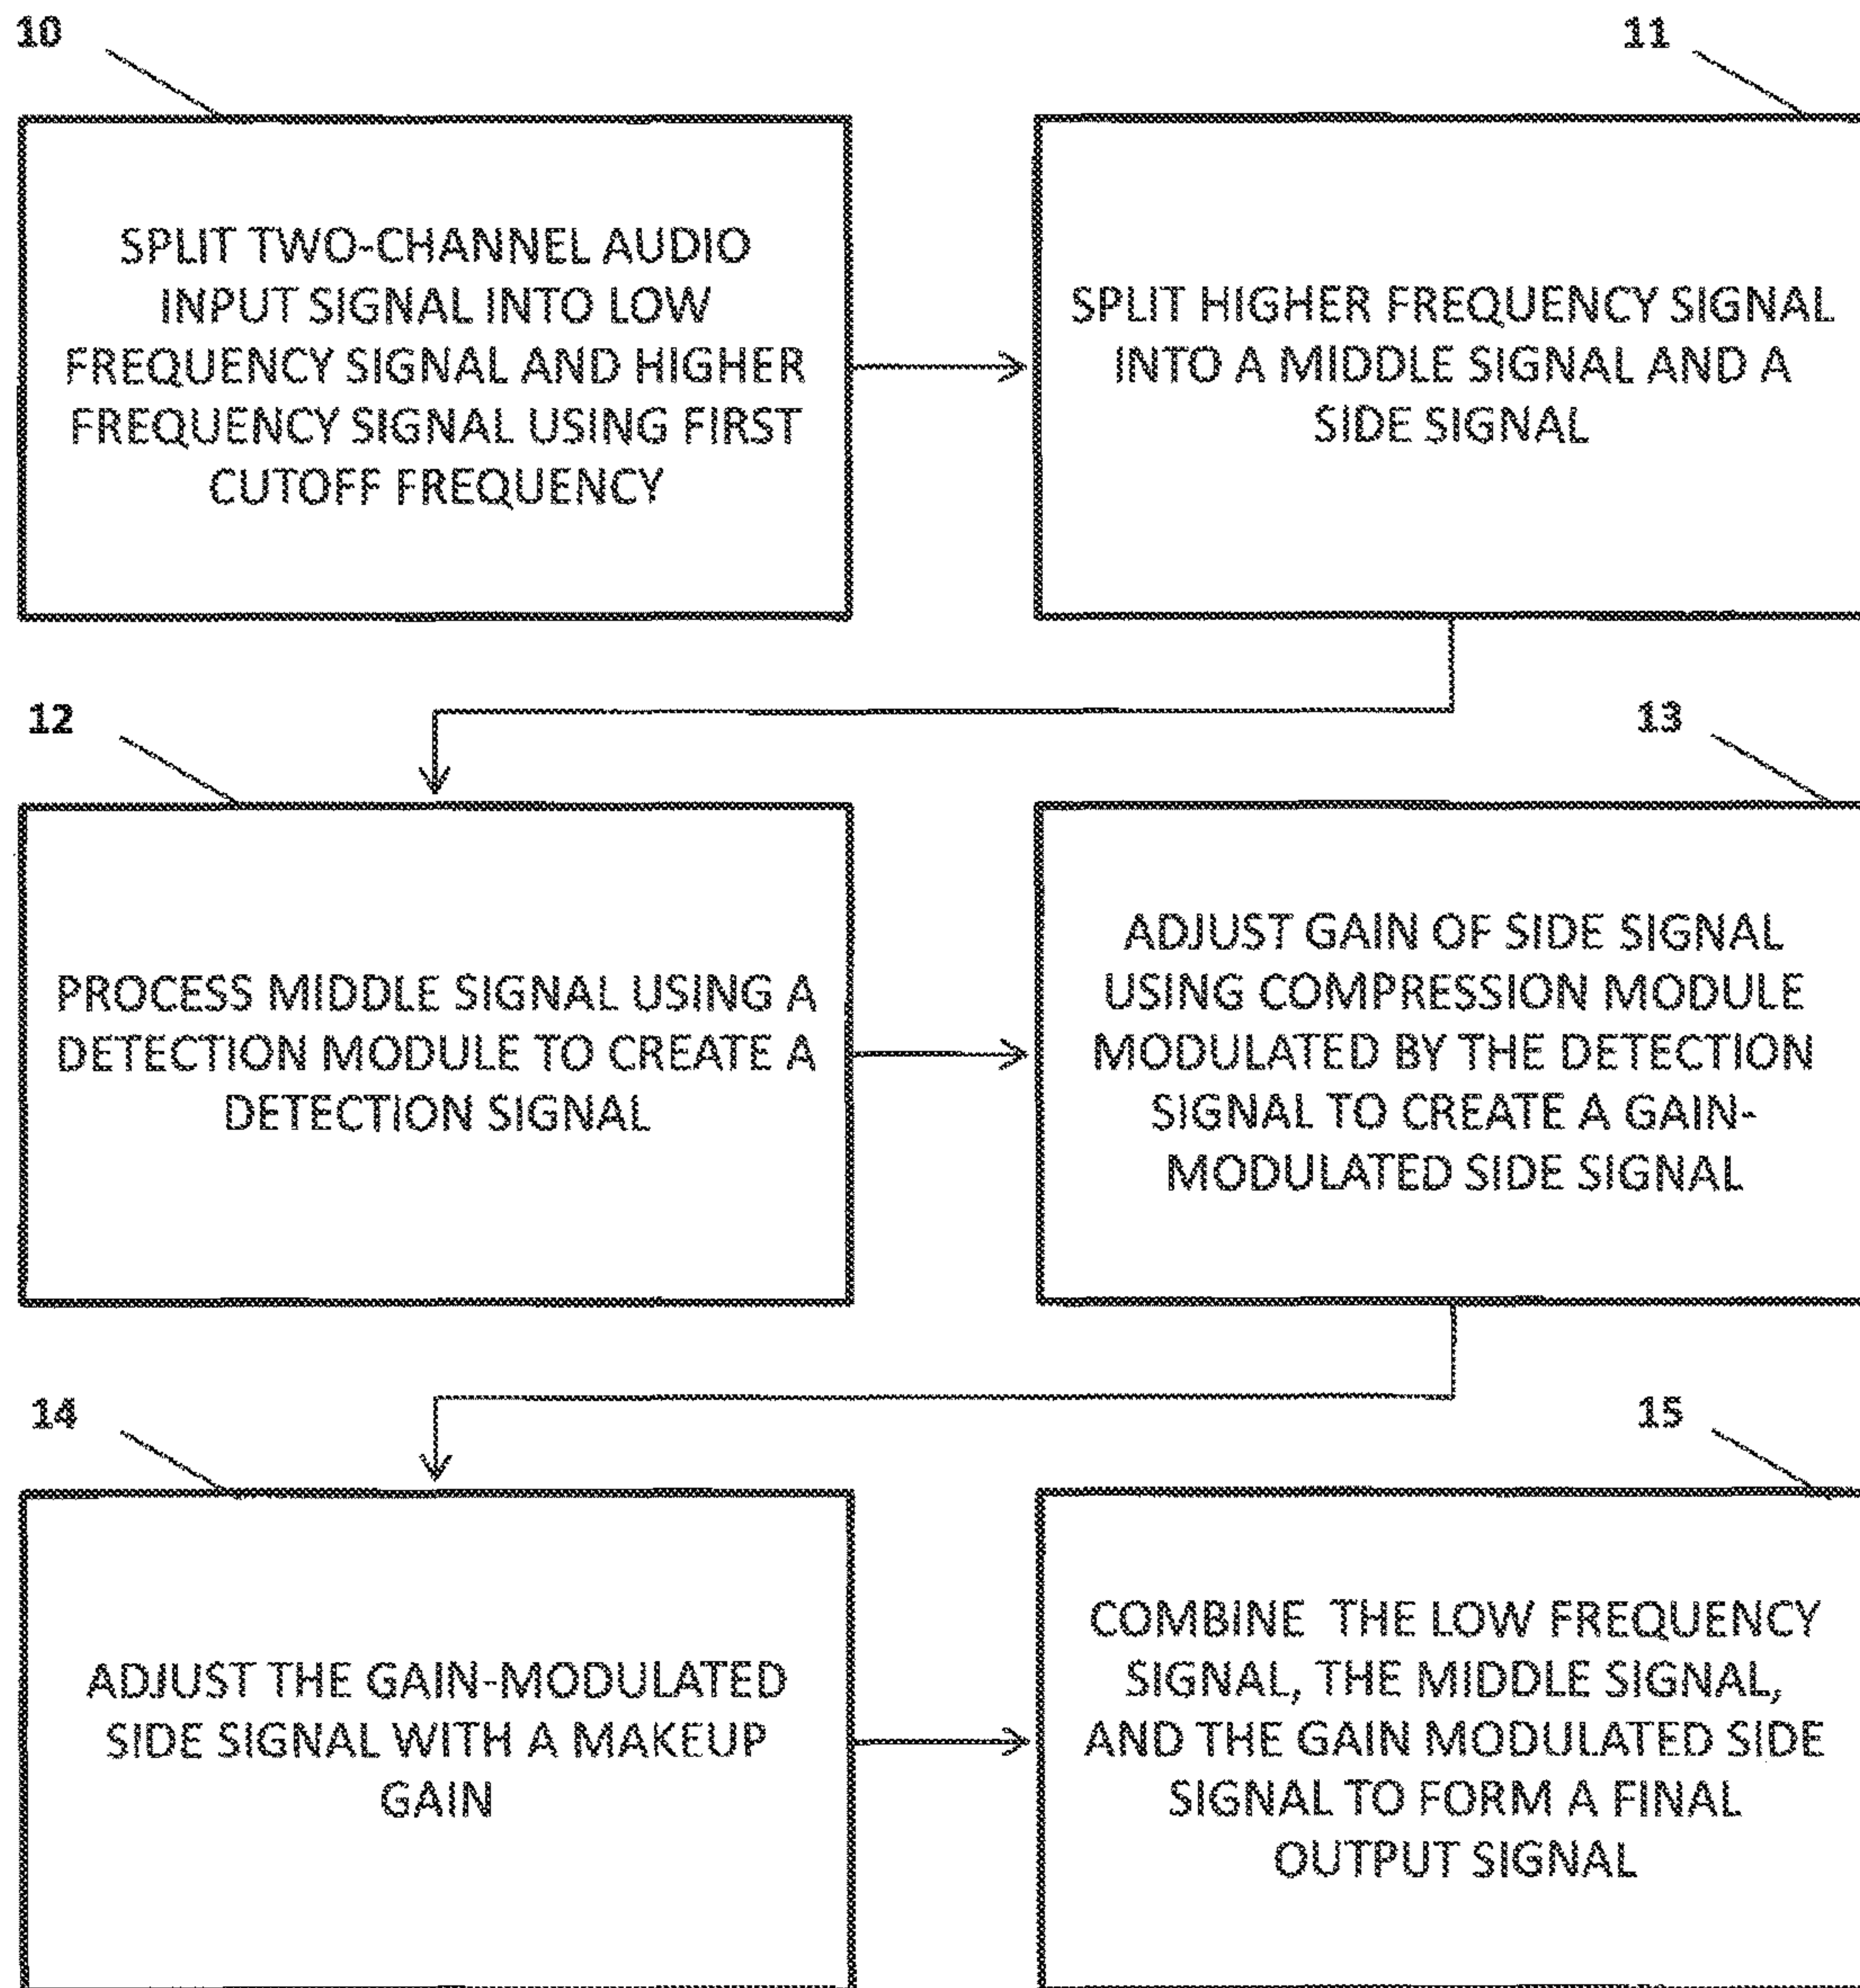 10
SPLIT TWO-CHANNEL AUDIO
INPUT SIGNAL INTO LOW
FREQUENCY SIGNAL AND HIGHER
FREQUENCY SIGNAL USING FIRST
CUTOFF FREQUENCY
11
SPLIT HIGHER FREQUENCY SIGNAL
INTO A MIDDLE SIGNAL AND A
SIDE SIGNAL
12
PROCESS MIDDLE SIGNAL USING A
DETECTION MODULE TO CREATE A
DETECTION SIGNAL
13
ADJUST GAIN OF SIDE SIGNAL
USING COMPRESSION MODULE
MODULATED BY THE DETECTION
SIGNAL TO CREATE A GAIN-
MODULATED SIDE SIGNAL
14
ADJUST THE GAIN-MODULATED
SIDE SIGNAL WITH A MAKEUP
GAIN
15
COMBINE THE LOW FREQUENCY
SIGNAL, THE MIDDLE SIGNAL,
AND THE GAIN MODULATED SIDE
SIGNAL TO FORM A FINAL
OUTPUT SIGNAL